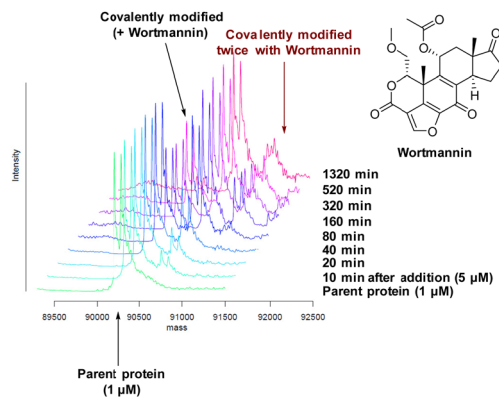 Covalently modified
(+ Wortmannin)
Covalently modified
twice with Wortmannin
O
O
O
O
O
H
O
O
O
Wortmannin
Intensity
1320 min
520 min
320 min
160 min
80 min
40 min
20 min
10 min after addition (5 µM)
Parent protein (1 µM)
89500 90000 90500 91000 91500 92000 92500
mass
Parent protein
(1 µM)